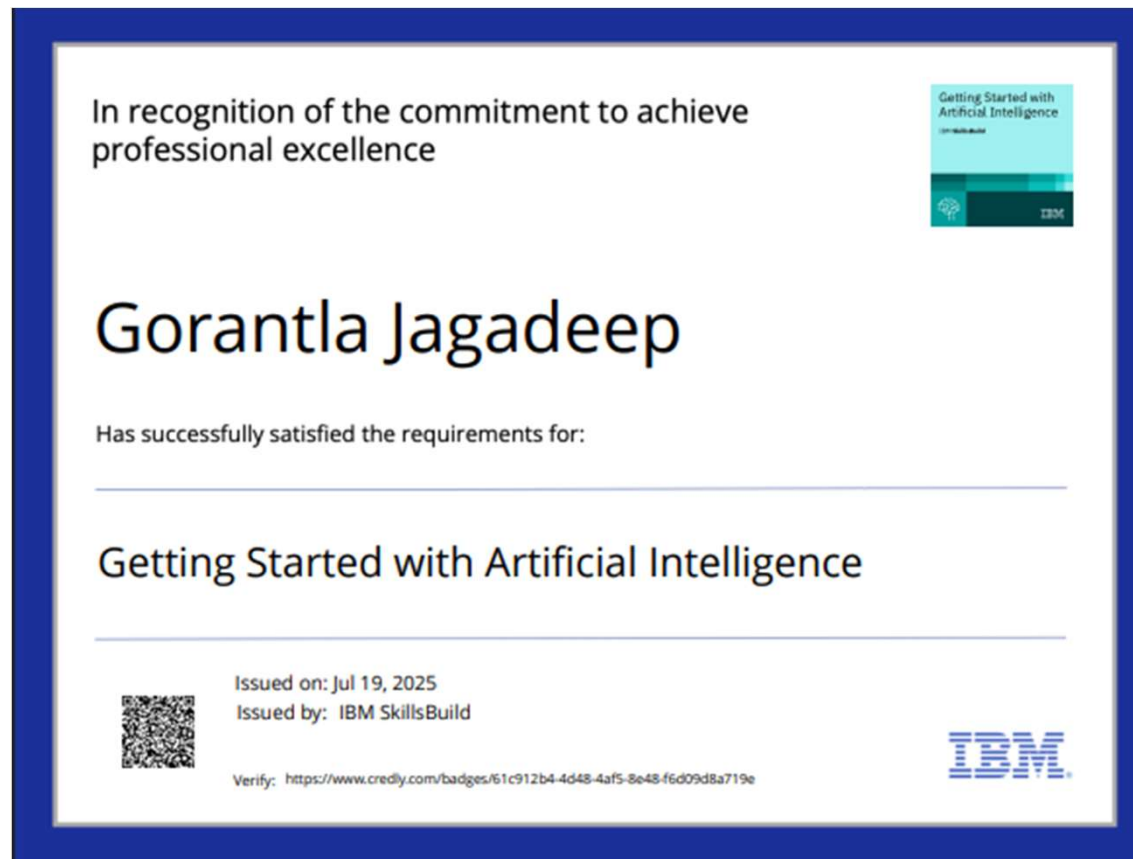 In recognition of the commitment to achieve
professional excellence
Getting Started with
Artificial Intelligence
IBM SkillsBuild
IBM
Gorantla Jagadeep
Has successfully satisfied the requirements for:
Getting Started with Artificial Intelligence
Issued on: Jul 19, 2025
Issued by: IBM SkillsBuild
Verify: https://www.credly.com/badges/61c912b4-4d48-4af5-8e48-f6d09d8a719e
IBM